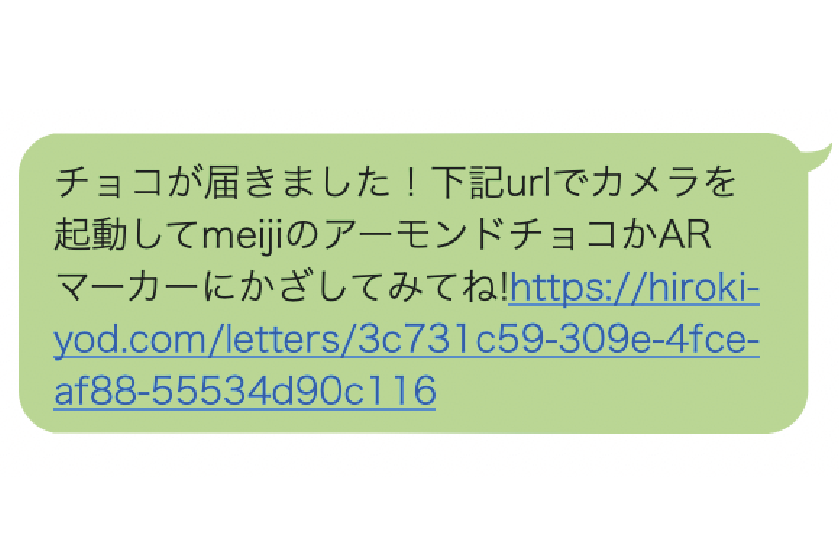 チョコが届きました！下記urlでカメラを
起動してmeijiのアーモンドチョコかAR
マーカーにかざしてみてね!https://hiroki-
yod.com/letters/3c731c59-309e-4fce-
af88-55534d90c116